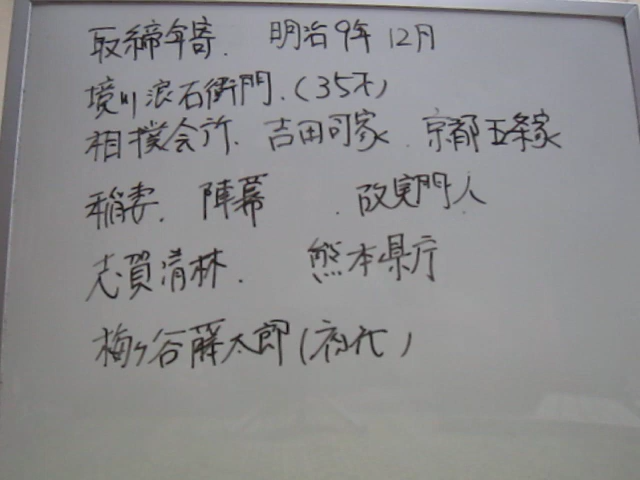 取締年寄. 明治9年12月
境川浪右衛門.(35才)
相撲会所. 吉田司家. 京都五条家
稲妻. 陣幕. 故実門人
志賀清林. 熊本県庁
梅ヶ谷藤太郎(初代)